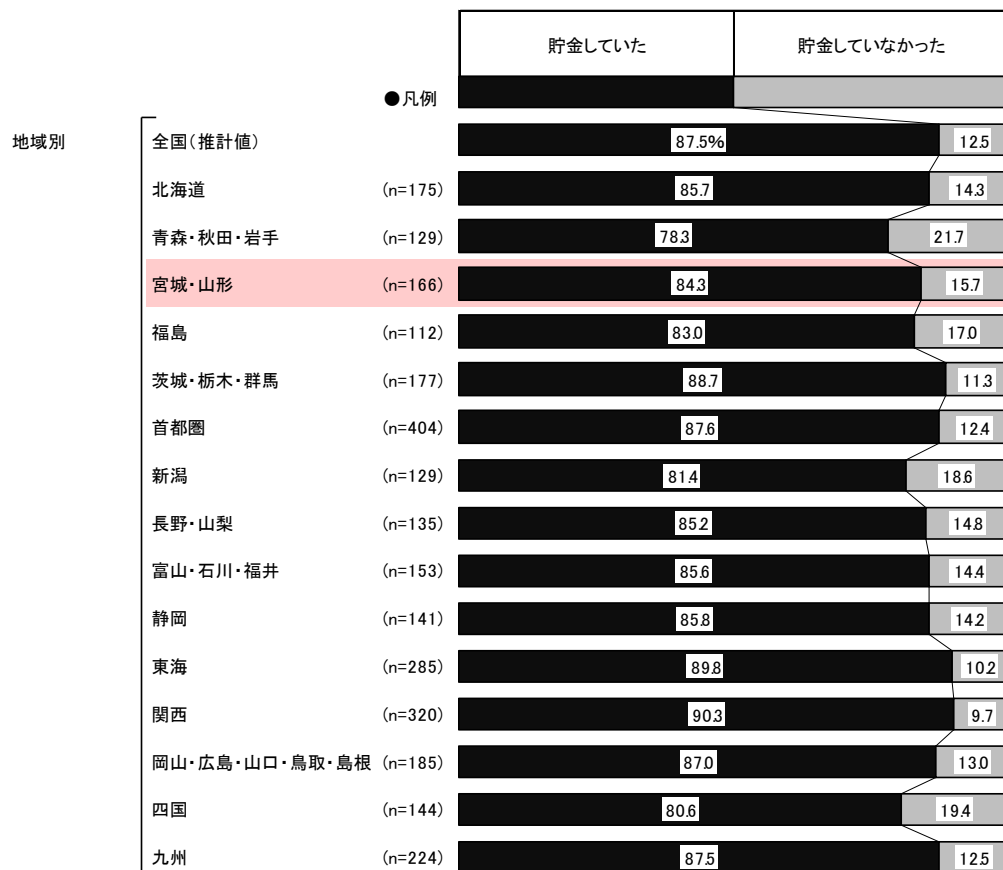 貯金していた 貯金していなかった
●凡例
地域別 全国(推計値) 87.5% 12.5
北海道 (n=175) 85.7 14.3
青森・秋田・岩手 (n=129) 78.3 21.7
宮城・山形 (n=166) 84.3 15.7
福島 (n=112) 83.0 17.0
茨城・栃木・群馬 (n=177) 88.7 11.3
首都圏 (n=404) 87.6 12.4
新潟 (n=129) 81.4 18.6
長野・山梨 (n=135) 85.2 14.8
富山・石川・福井 (n=153) 85.6 14.4
静岡 (n=141) 85.8 14.2
東海 (n=285) 89.8 10.2
関西 (n=320) 90.3 9.7
岡山・広島・山口・鳥取・島根 (n=185) 87.0 13.0
四国 (n=144) 80.6 19.4
九州 (n=224) 87.5 12.5